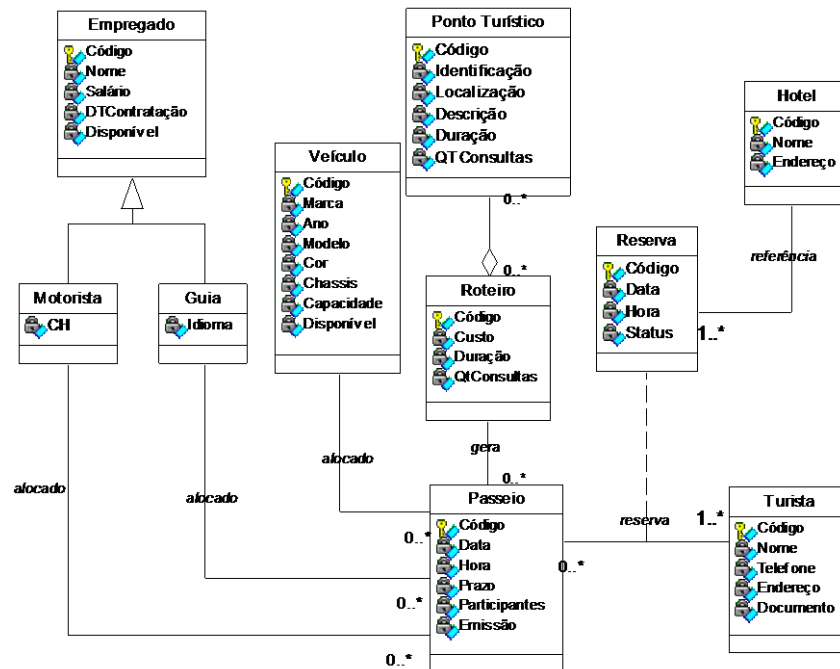 Empregado
Código
Nome
Salário
DTContratação
Disponível
Ponto Turístico
Código
Identificação
Localização
Descrição
Duração
QTConsultas
0..*
Hotel
Código
Nome
Endereço
Veículo
Código
Marca
Ano
Modelo
Cor
Chassis
Capacidade
Disponível
Reserva
Código
Data
Hora
Status
referência
1..*
Motorista
CH
Guia
Idioma
0..*
Roteiro
Código
Custo
Duração
QtConsultas
alocado
alocado
alocado
gera
0..*
Passeio
Código
Data
Hora
Prazo
Participantes
Emissão
0..*
0..*
0..*
0..*
reserva
1..*
Turista
Código
Nome
Telefone
Endereço
Documento